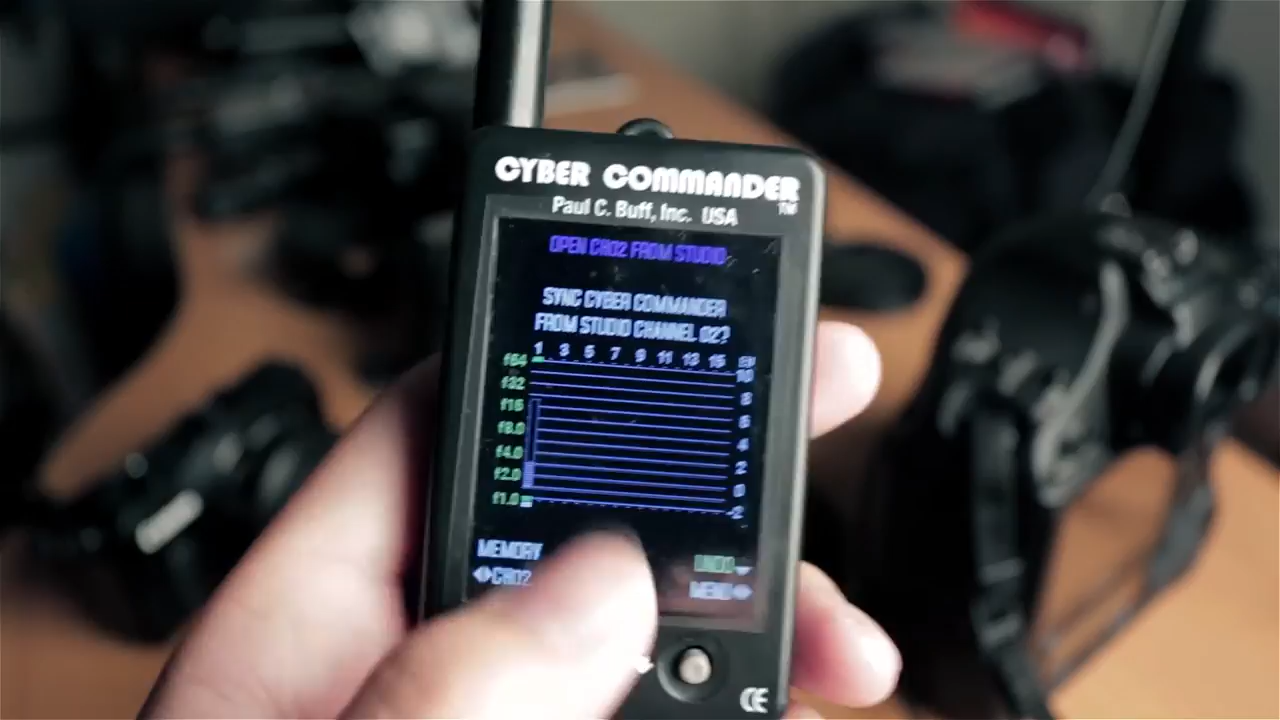 CYBER COMMANDER™
Paul C. Buff, Inc. USA
OPEN CH02 FROM STUDIO
SYNC CYBER COMMANDER
FROM STUDIO CHANNEL 02?
1 3 5 7 9 11 13 15 EV
f64 10
f32 8
f16 6
f8.0 4
f4.0 2
f2.0 0
f1.0 -2
MEMORY UNDO
CH02 MENU
CE